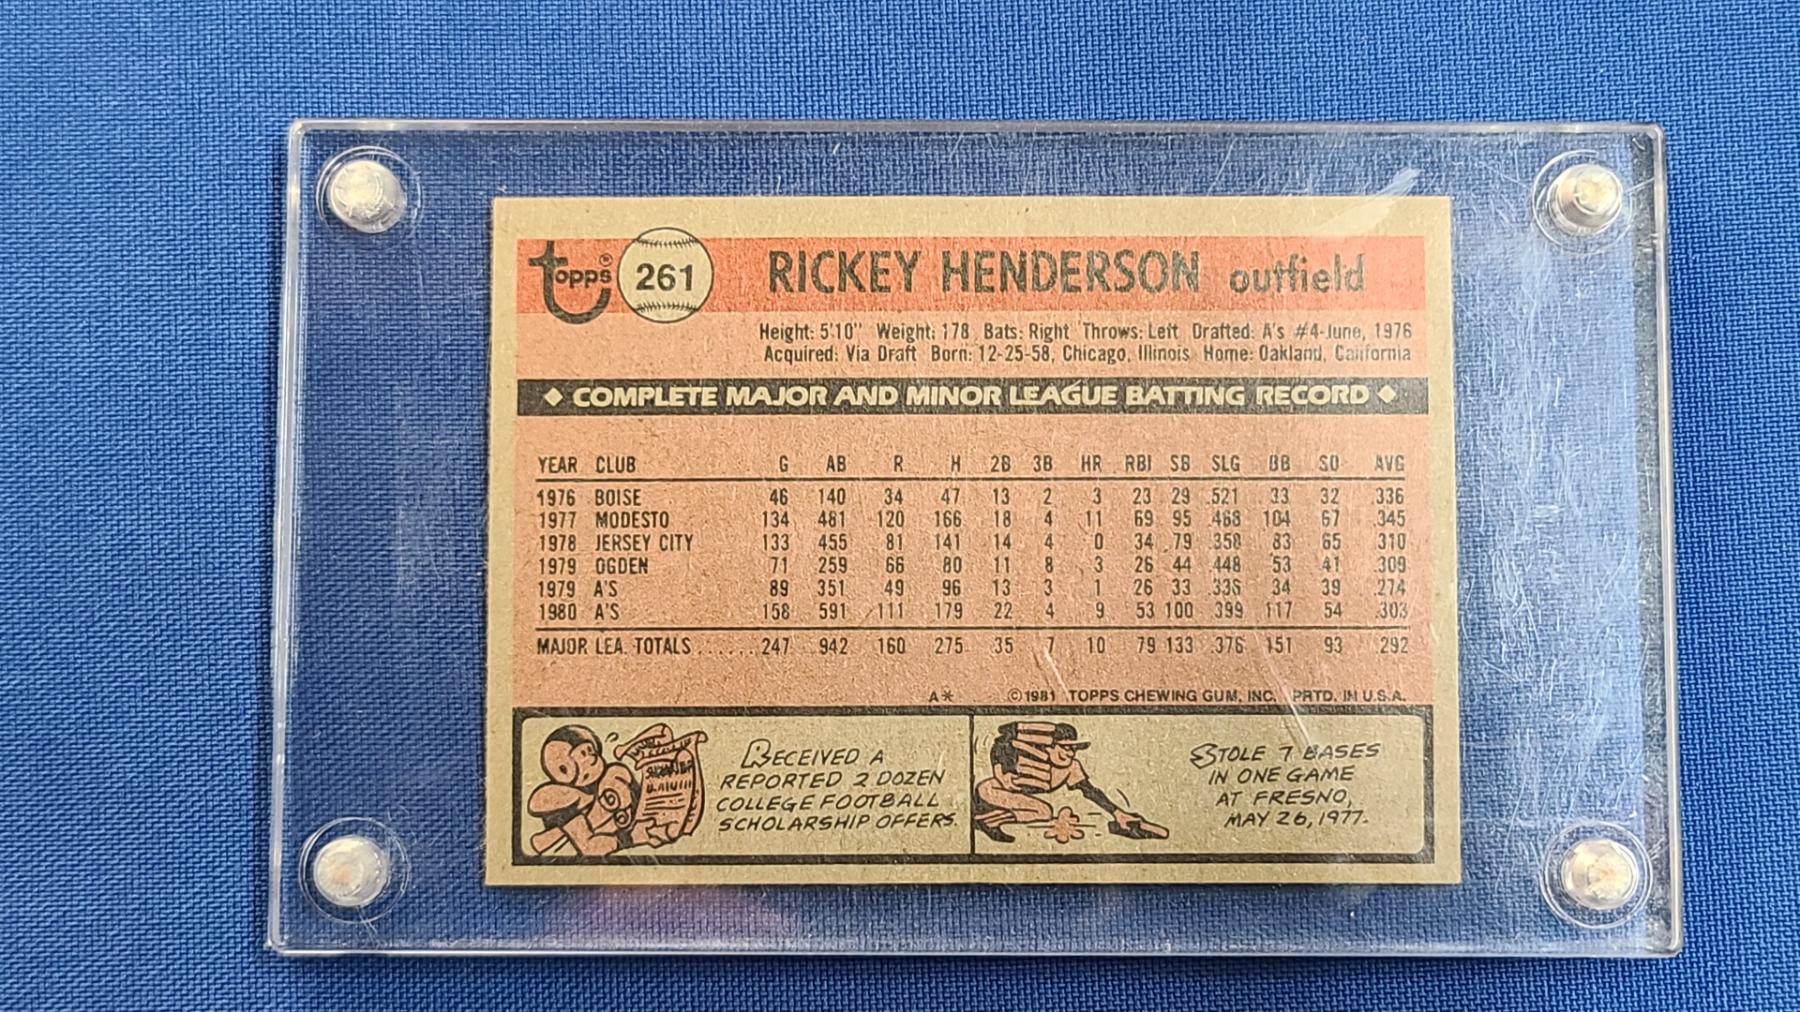 topps® 261 RICKEY HENDERSON outfield
Height: 5'10" Weight: 178 Bats: Right Throws: Left Drafted: A's #4-June, 1976
Acquired: Via Draft Born: 12-25-58, Chicago, Illinois Home: Oakland, California
◆ COMPLETE MAJOR AND MINOR LEAGUE BATTING RECORD ◆
YEAR CLUB G AB R H 2B 3B HR RBI SB SLG BB SO AVG
1976 BOISE 46 140 34 47 13 2 3 23 29 .521 33 32 .336
1977 MODESTO 134 481 120 166 18 4 11 69 95 .468 104 67 .345
1978 JERSEY CITY 133 455 81 141 14 4 0 34 79 .358 83 65 .310
1979 OGDEN 71 259 66 80 11 8 3 26 44 .448 53 41 .309
1979 A'S 89 351 49 96 13 3 1 26 33 .336 34 39 .274
1980 A'S 158 591 111 179 22 4 9 53 100 .399 117 54 .303
MAJOR LEA. TOTALS ...... 247 942 160 275 35 7 10 79 133 .376 151 93 .292
A* ©1981 TOPPS CHEWING GUM, INC. PRTD. IN U.S.A.
RECEIVED A
REPORTED 2 DOZEN
COLLEGE FOOTBALL
SCHOLARSHIP OFFERS.
STOLE 7 BASES
IN ONE GAME
AT FRESNO,
MAY 26, 1977.